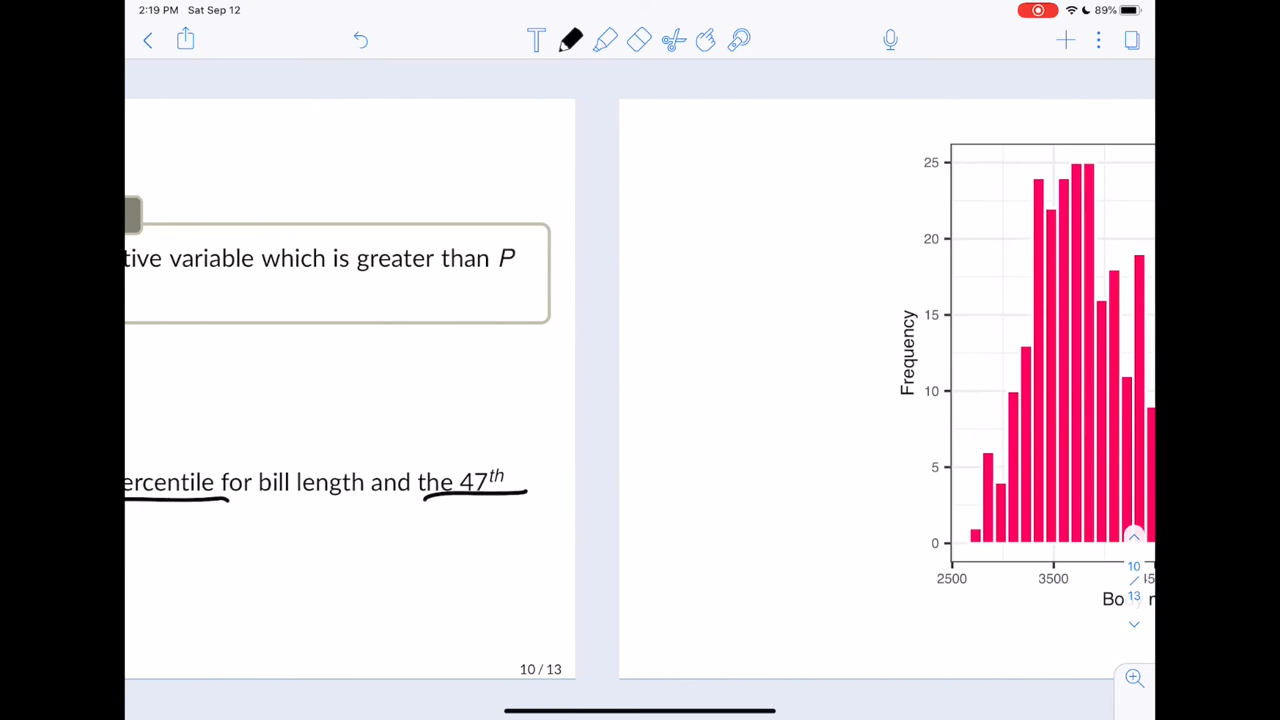 2:19 PM Sat Sep 12
89%
T
tive variable which is greater than P
ercentile for bill length and the 47th
10 / 13
25
20
15
10
5
0
Frequency
2500
3500
10
/
13